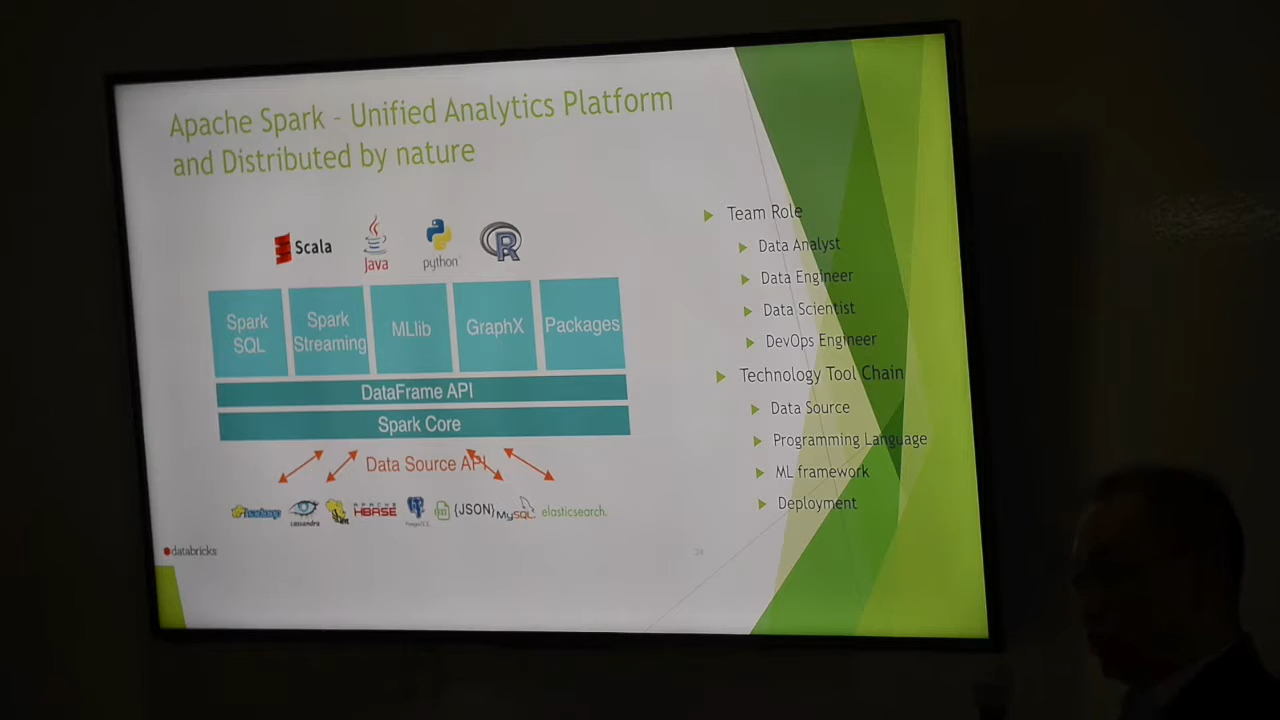 Apache Spark - Unified Analytics Platform
and Distributed by nature
Scala
Java
python
R
Spark
SQL
Spark
Streaming
MLlib
GraphX
Packages
DataFrame API
Spark Core
Data Source API
hadoop
cassandra
APACHE
HBASE
PostgreSQL
{JSON}
MySQL
elasticsearch.
databricks
Team Role
Data Analyst
Data Engineer
Data Scientist
DevOps Engineer
Technology Tool Chain
Data Source
Programming Language
ML framework
Deployment